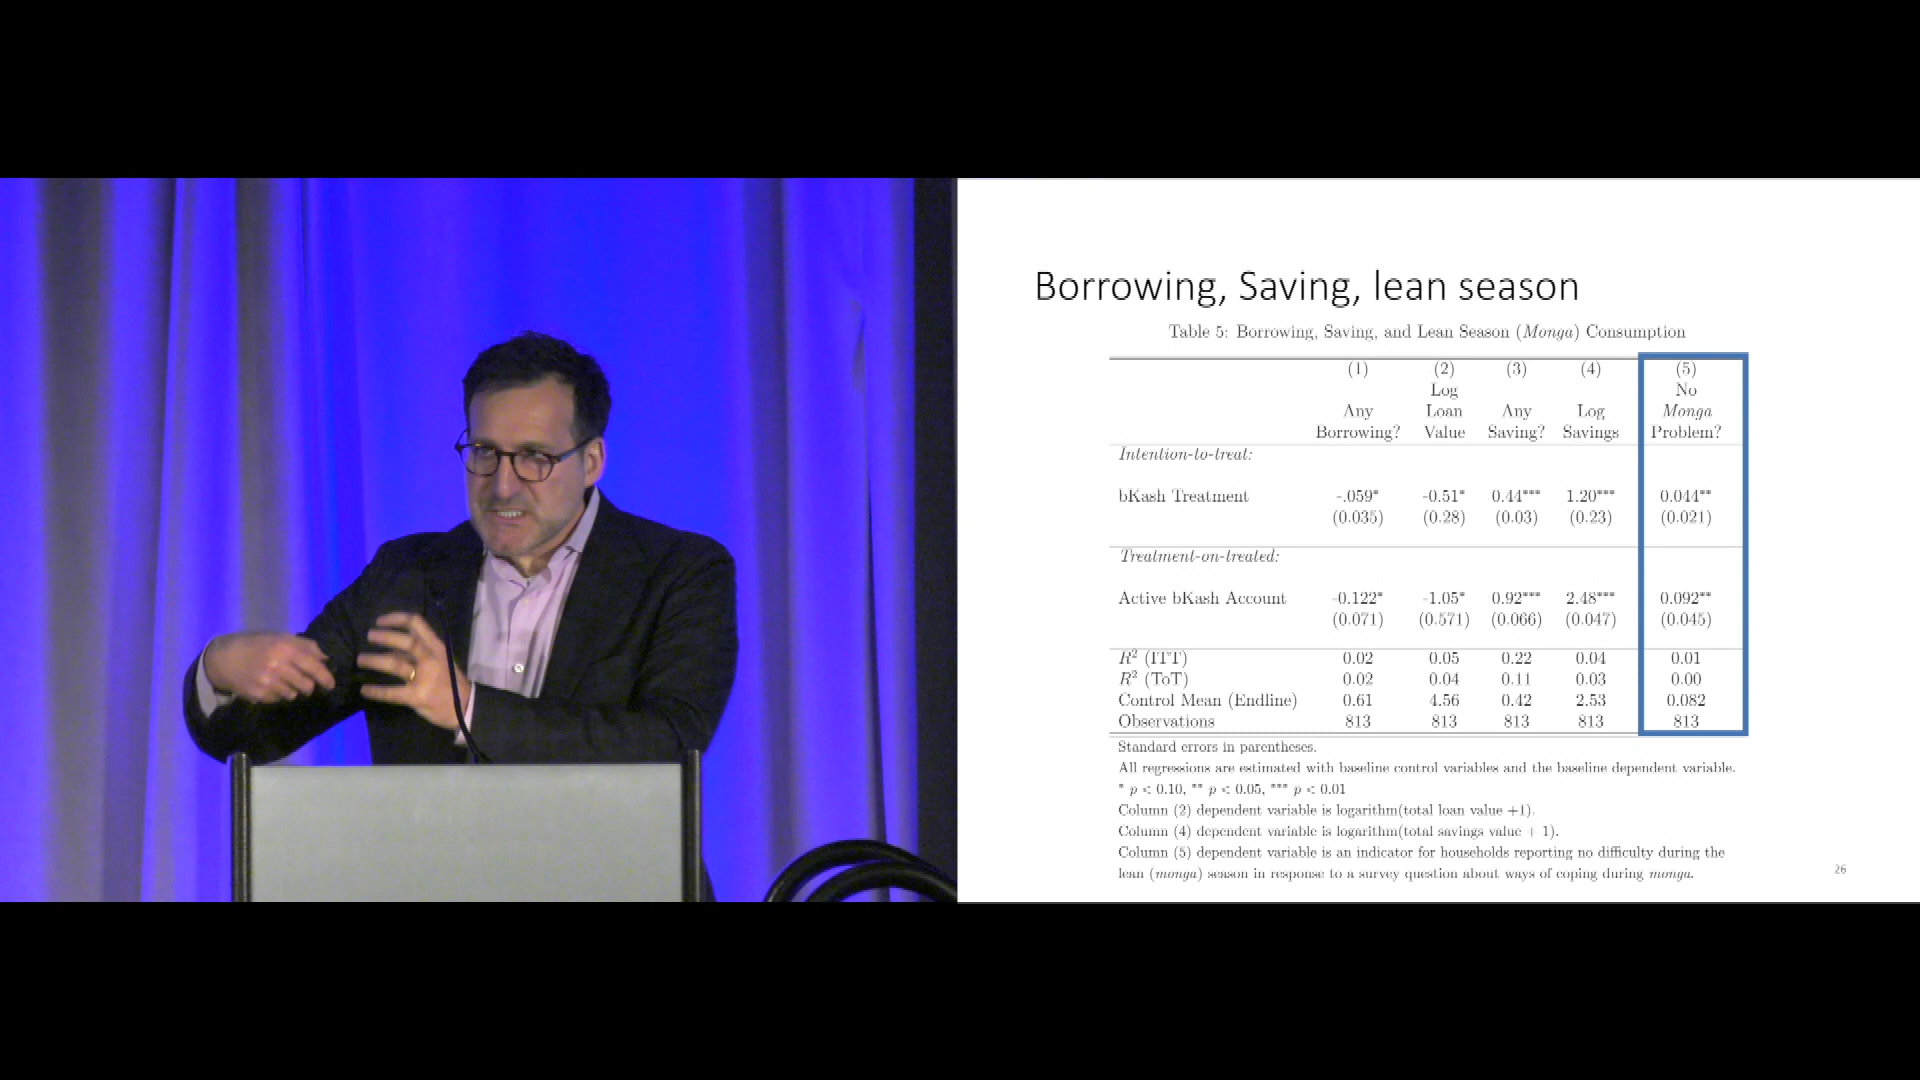 Borrowing, Saving, lean season
Table 5: Borrowing, Saving, and Lean Season (Monga) Consumption
(1) (2) (3) (4) (5)
Log No
Any Loan Any Log Monga
Borrowing? Value Saving? Savings Problem?
Intention-to-treat:
bKash Treatment -.059* -0.51* 0.44*** 1.20*** 0.044**
(0.035) (0.28) (0.03) (0.23) (0.021)
Treatment-on-treated:
Active bKash Account -0.122* -1.05* 0.92*** 2.48*** 0.092**
(0.071) (0.571) (0.066) (0.047) (0.045)
R² (ITT) 0.02 0.05 0.22 0.04 0.01
R² (ToT) 0.02 0.04 0.11 0.03 0.00
Control Mean (Endline) 0.61 4.56 0.42 2.53 0.082
Observations 813 813 813 813 813
Standard errors in parentheses.
All regressions are estimated with baseline control variables and the baseline dependent variable.
* p < 0.10, ** p < 0.05, *** p < 0.01
Column (2) dependent variable is logarithm(total loan value +1).
Column (4) dependent variable is logarithm(total savings value + 1).
Column (5) dependent variable is an indicator for households reporting no difficulty during the
lean (monga) season in response to a survey question about ways of coping during monga.
26